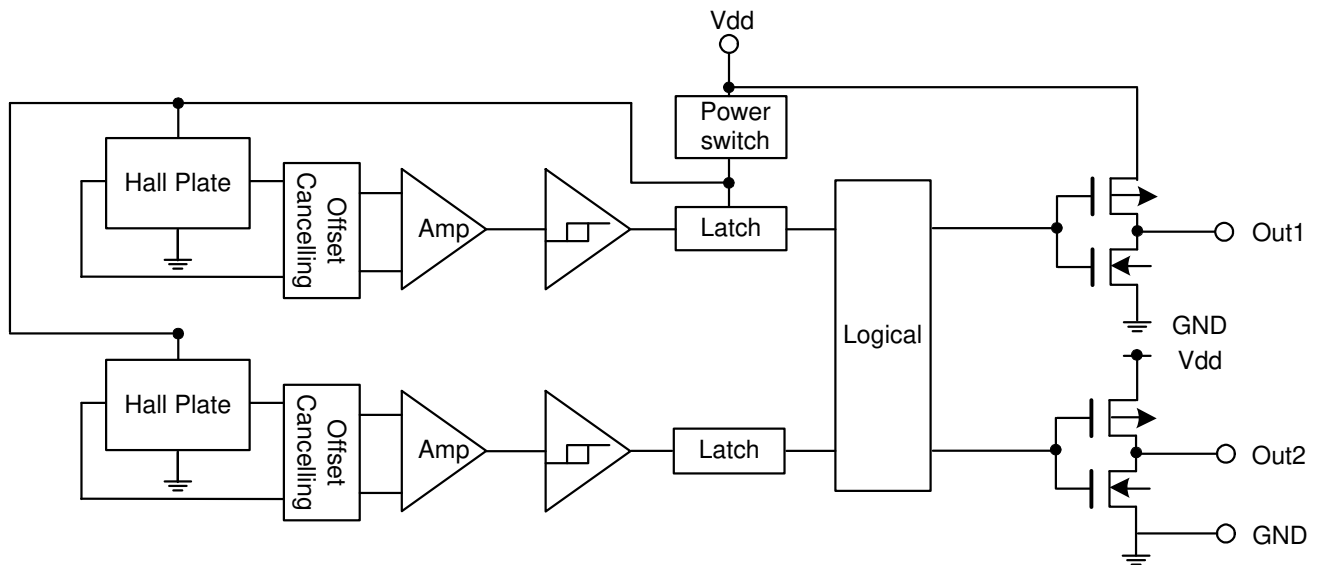 Vdd
Power
switch
Hall Plate
Offset
Cancelling
Amp
Latch
Out1
Logical
GND
Vdd
Hall Plate
Offset
Cancelling
Amp
Latch
Out2
GND